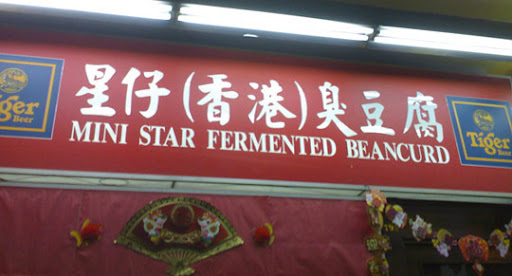 星仔(香港)臭豆腐
MINI STAR FERMENTED BEANCURD
Tiger
Beer
Tiger
Beer